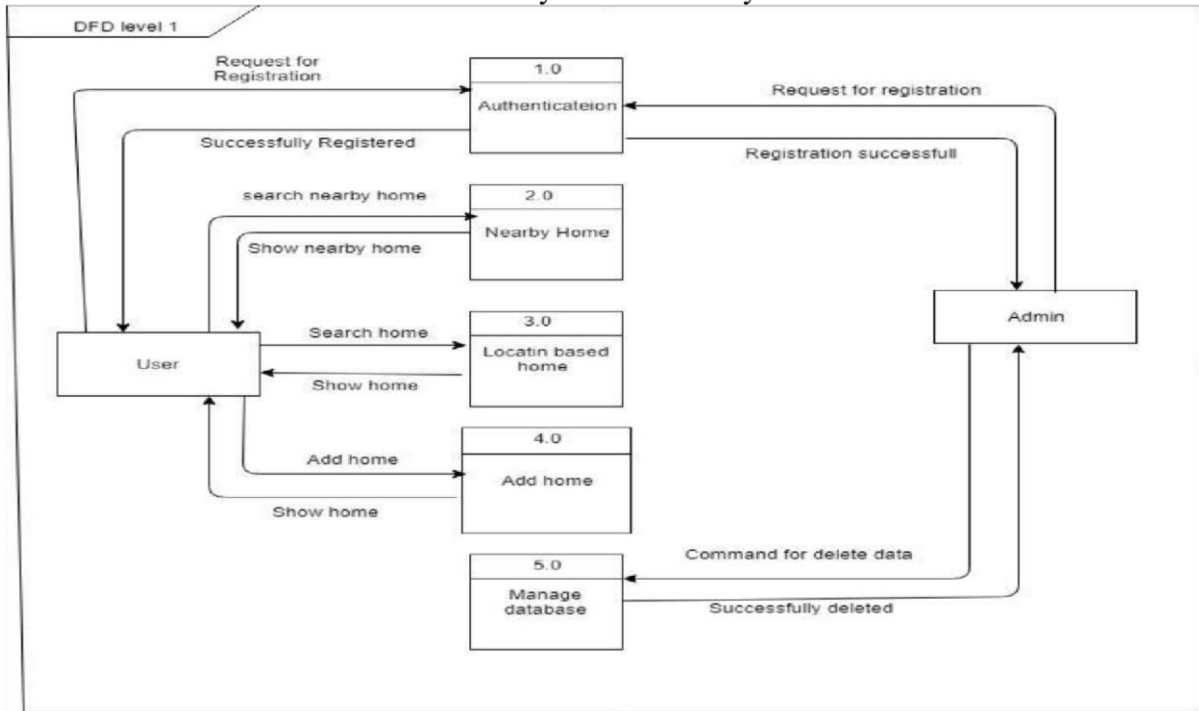 DFD level 1
Request for
Registration
1.0
Authenticateion
Request for registration
Successfully Registered
Registration successfull
search nearby home
2.0
Nearby Home
Show nearby home
Search home
3.0
Locatin based
home
Show home
User
Admin
4.0
Add home
Add home
Show home
Command for delete data
5.0
Manage
database
Successfully deleted